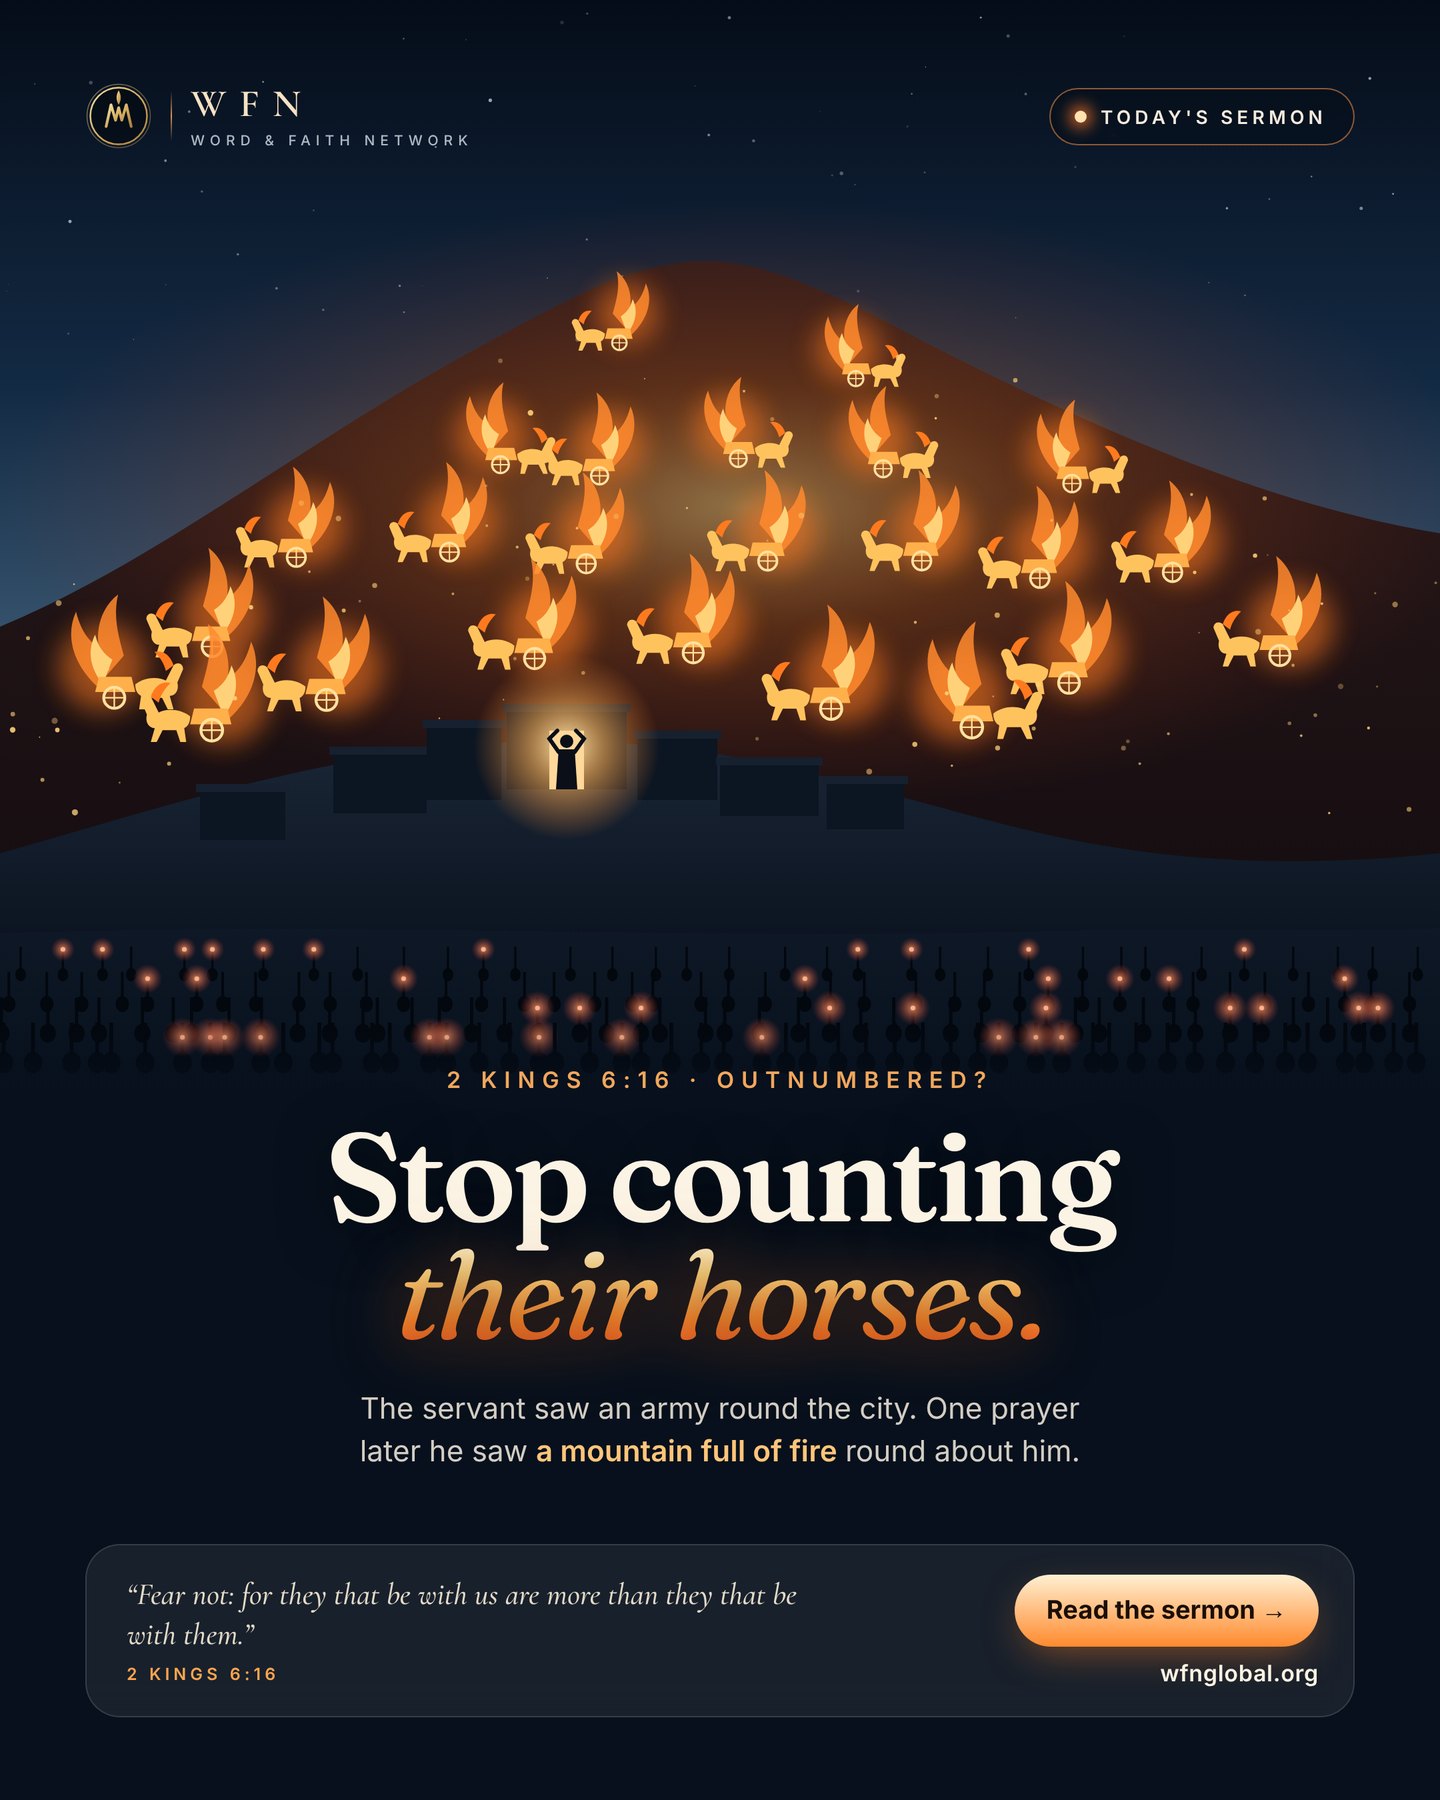 WFN
WORD & FAITH NETWORK
TODAY'S SERMON
2 KINGS 6:16 · OUTNUMBERED?
Stop counting
their horses.
The servant saw an army round the city. One prayer
later he saw a mountain full of fire round about him.
“Fear not: for they that be with us are more than they that be
with them.”
2 KINGS 6:16
Read the sermon →
wfnglobal.org